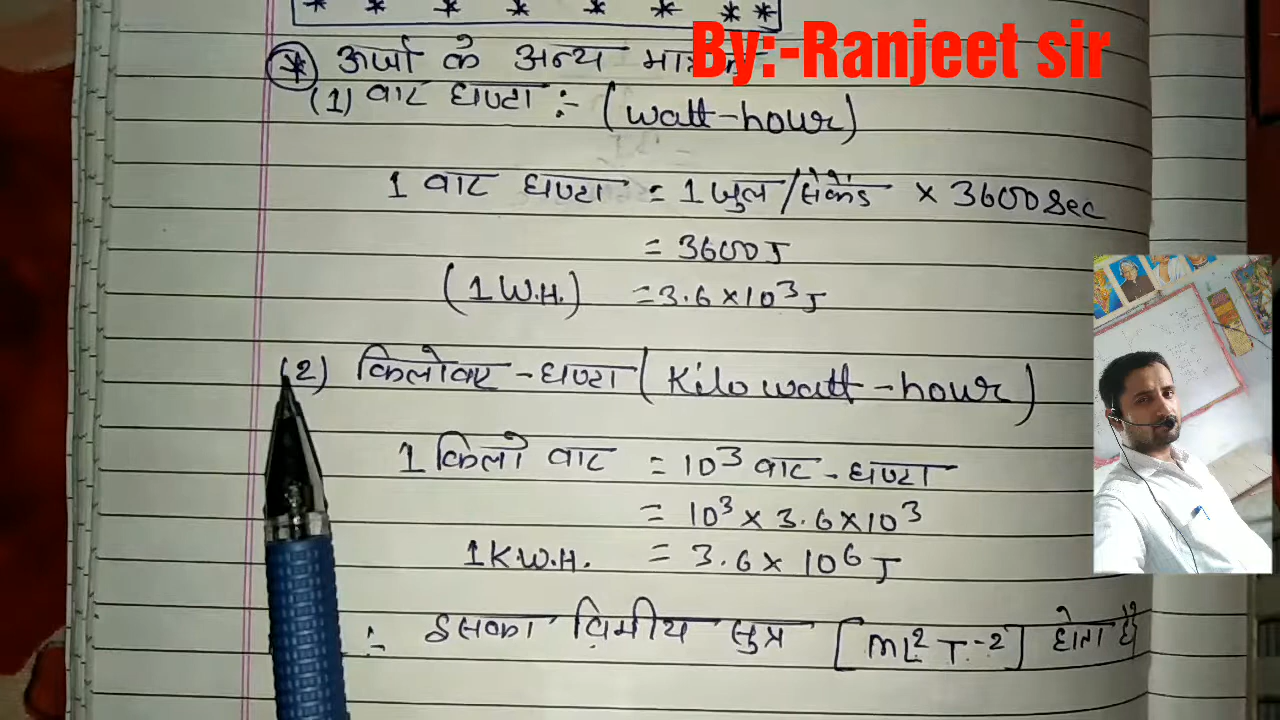 * * * * * * * *
By:-Ranjeet sir
* ऊर्जा के अन्य
(1) वाट घण्टा :- (watt-hour)
1 वाट घण्टा = 1 जुल/सेकेंड × 3600 Sec
= 3600 J
(1 W.H.) = 3.6 × 10³ J
(2) किलोवाट - घण्टा (Kilo watt - hour)
1 किलो वाट = 10³ वाट - घण्टा
= 10³ × 3.6 × 10³
1 K W.H. = 3.6 × 10⁶ J
:- इसका विमीय सुत्र [ML² T⁻²] होता है